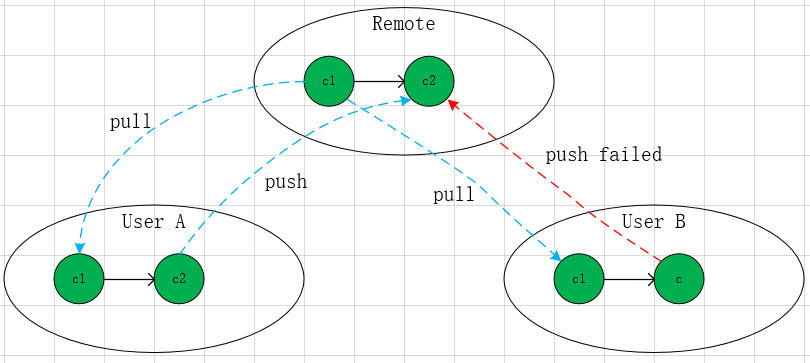 Remote
c1
c2
pull
push failed
push
pull
User A
User B
c1
c2
c1
c